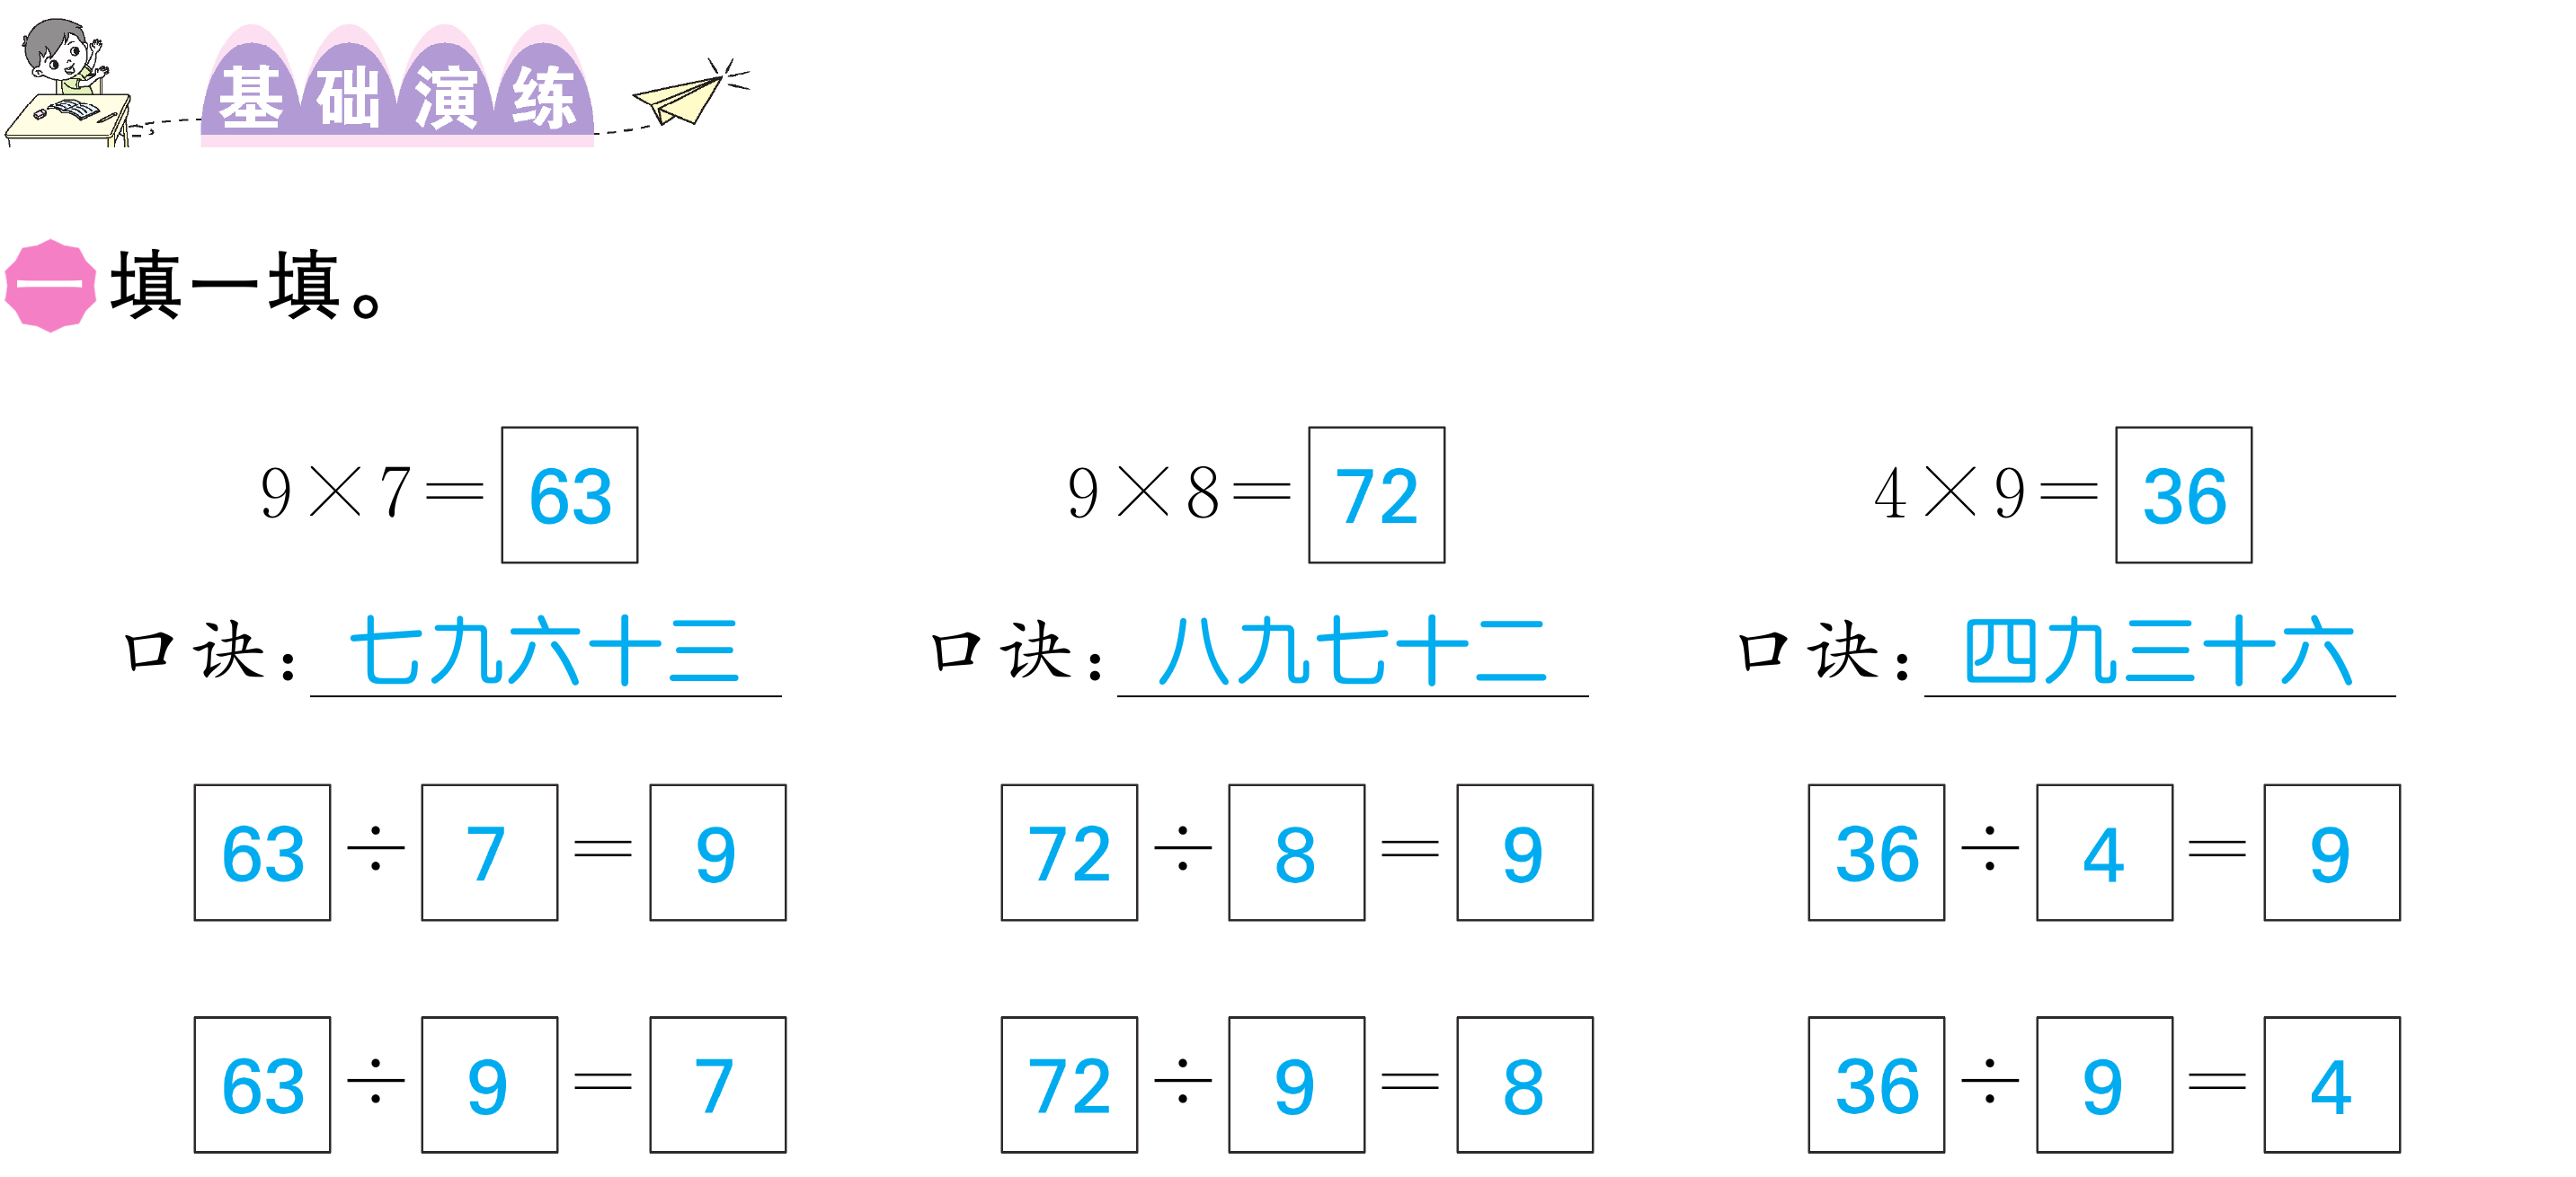 基础演练
一 填一填。
9×7=63 9×8=72 4×9=36
口诀：七九六十三 口诀：八九七十二 口诀：四九三十六
63÷7=9 72÷8=9 36÷4=9
63÷9=7 72÷9=8 36÷9=4